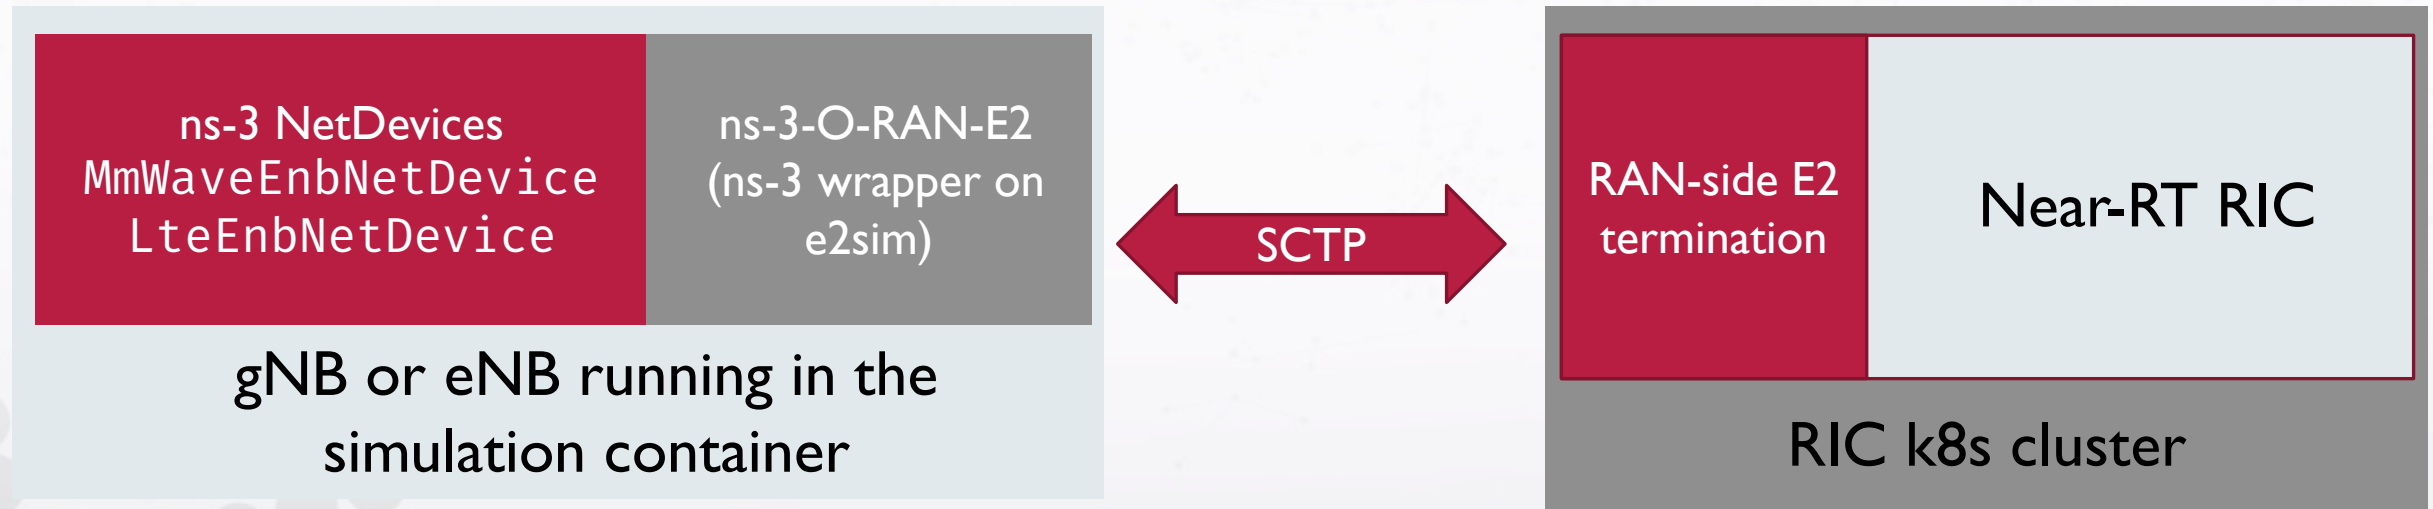 ns-3 NetDevices
MmWaveEnbNetDevice
LteEnbNetDevice
ns-3-O-RAN-E2
(ns-3 wrapper on
e2sim)
gNB or eNB running in the
simulation container
SCTP
RAN-side E2
termination
Near-RT RIC
RIC k8s cluster